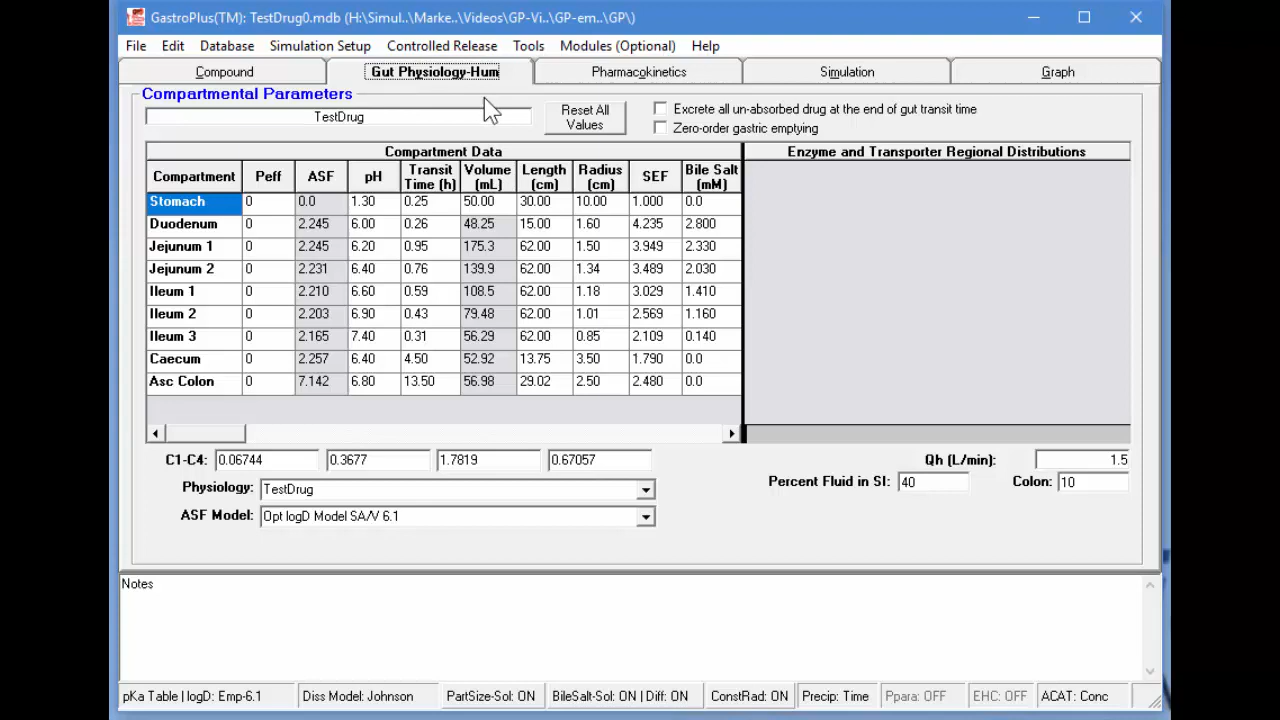 GastroPlus(TM): TestDrug0.mdb (H:\Simul..\Marke..\Videos\GP-Vi..\GP-em..\GP\)
File Edit Database Simulation Setup Controlled Release Tools Modules (Optional) Help
Compound Gut Physiology-Hum Pharmacokinetics Simulation Graph
Compartmental Parameters
TestDrug
Reset All Values
Excrete all un-absorbed drug at the end of gut transit time
Zero-order gastric emptying
Compartment Data
Enzyme and Transporter Regional Distributions
Compartment Peff ASF pH Transit Time (h) Volume (mL) Length (cm) Radius (cm) SEF Bile Salt (mM)
Stomach 0 0.0 1.30 0.25 50.00 30.00 10.00 1.000 0.0
Duodenum 0 2.245 6.00 0.26 48.25 15.00 1.60 4.235 2.800
Jejunum 1 0 2.245 6.20 0.95 175.3 62.00 1.50 3.949 2.330
Jejunum 2 0 2.231 6.40 0.76 139.9 62.00 1.34 3.489 2.030
Ileum 1 0 2.210 6.60 0.59 108.5 62.00 1.18 3.029 1.410
Ileum 2 0 2.203 6.90 0.43 79.48 62.00 1.01 2.569 1.160
Ileum 3 0 2.165 7.40 0.31 56.29 62.00 0.85 2.109 0.140
Caecum 0 2.257 6.40 4.50 52.92 13.75 3.50 1.790 0.0
Asc Colon 0 7.142 6.80 13.50 56.98 29.02 2.50 2.480 0.0
C1-C4: 0.06744 0.3677 1.7819 0.67057
Qh (L/min): 1.5
Physiology: TestDrug
Percent Fluid in SI: 40 Colon: 10
ASF Model: Opt logD Model SA/V 6.1
Notes
pKa Table | logD: Emp-6.1 Diss Model: Johnson PartSize-Sol: ON BileSalt-Sol: ON | Diff: ON ConstRad: ON Precip: Time Ppara: OFF EHC: OFF ACAT: Conc